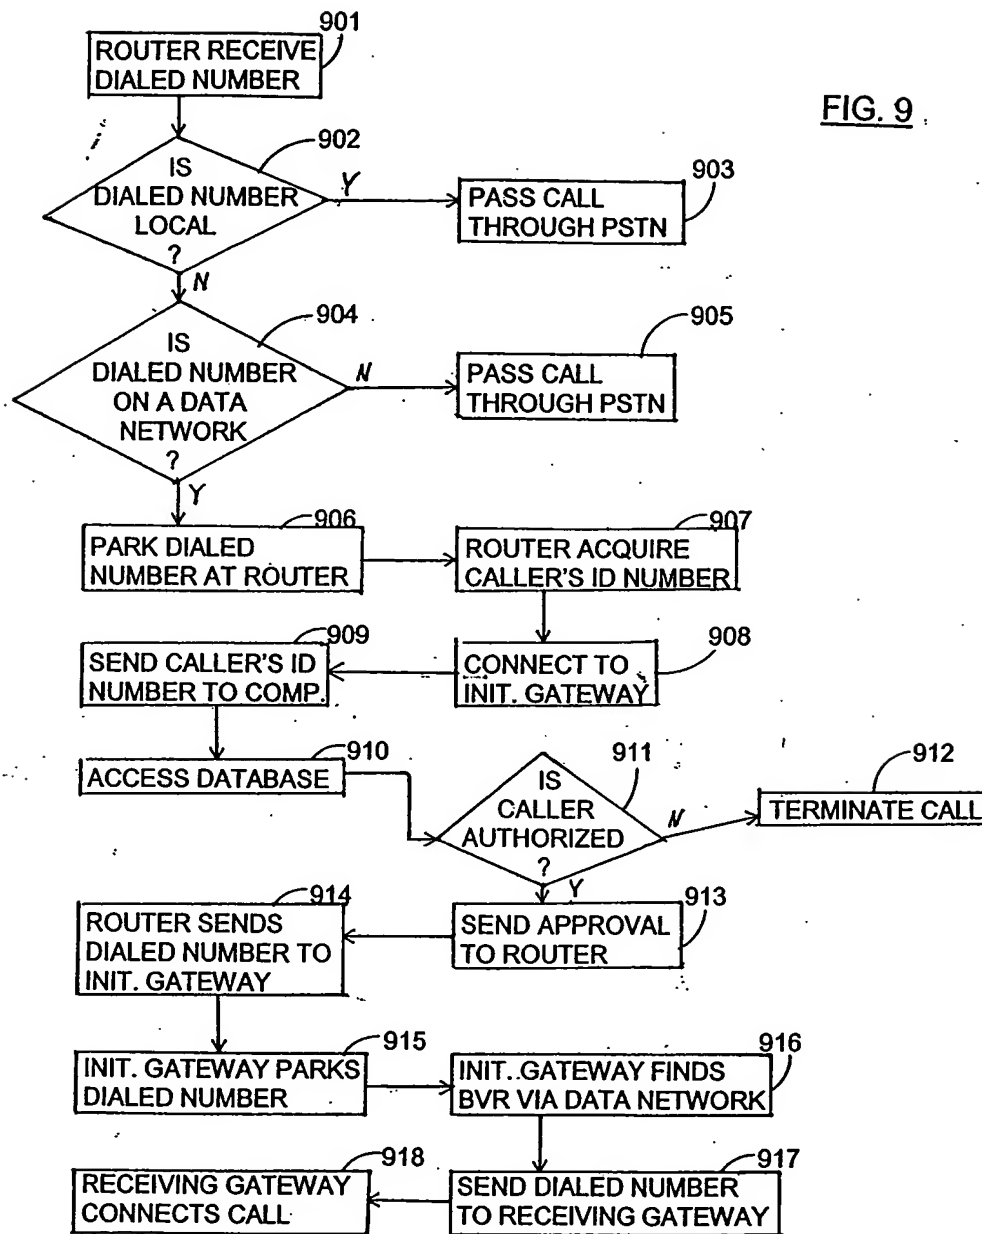 901
ROUTER RECEIVE
DIALED NUMBER
FIG. 9
902
IS
DIALED NUMBER
LOCAL
?
Y
903
PASS CALL
THROUGH PSTN
N
904
IS
DIALED NUMBER
ON A DATA
NETWORK
?
N
905
PASS CALL
THROUGH PSTN
Y
906
PARK DIALED
NUMBER AT ROUTER
907
ROUTER ACQUIRE
CALLER'S ID NUMBER
909
SEND CALLER'S ID
NUMBER TO COMP.
908
CONNECT TO
INIT. GATEWAY
910
ACCESS DATABASE
911
IS
CALLER
AUTHORIZED
?
N
912
TERMINATE CALL
Y
914
ROUTER SENDS
DIALED NUMBER TO
INIT. GATEWAY
913
SEND APPROVAL
TO ROUTER
915
INIT. GATEWAY PARKS
DIALED NUMBER
916
INIT..GATEWAY FINDS
BVR VIA DATA NETWORK
918
RECEIVING GATEWAY
CONNECTS CALL
917
SEND DIALED NUMBER
TO RECEIVING GATEWAY